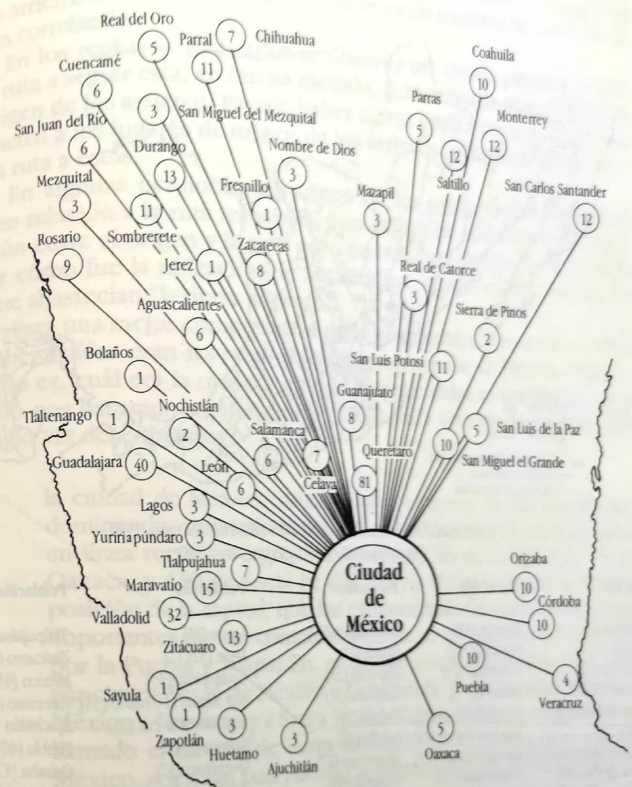 Real del Oro
5
Parral
11
7
Chihuahua
Coahuila
10
Cuencamé
6
3
San Miguel del Mezquital
Parras
5
Monterrey
12
San Juan del Río
6
Durango
13
Nombre de Dios
3
12
Saltillo
San Carlos Santander
12
Mezquital
3
11
Sombrerete
Fresnillo
1
Mazapil
3
Rosario
9
Jerez
1
Zacatecas
8
Real de Catorce
3
Aguascalientes
6
Sierra de Pinos
2
Bolaños
1
San Luis Potosí
11
Guanajuato
8
Tlaltenango
1
Nochistlán
2
Salamanca
6
7
Celaya
Querétaro
81
10
San Miguel el Grande
5
San Luis de la Paz
Guadalajara
40
León
6
Lagos
3
Yuririapúndaro
3
Tlalpujahua
7
Maravatío
15
Valladolid
32
Zitácuaro
13
Ciudad
de
México
Orizaba
10
Córdoba
10
10
Puebla
4
Veracruz
Sayula
1
1
Zapotlán
3
Huetamo
3
Ajuchitlán
5
Oaxaca